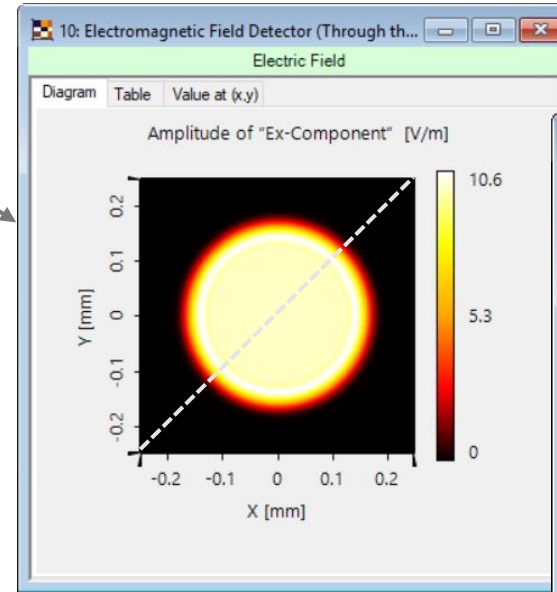 10: Electromagnetic Field Detector (Through th...
Electric Field
Diagram Table Value at (x,y)
Amplitude of "Ex-Component" [V/m]
10.6
5.3
0
Y [mm]
0.2
0.1
0
-0.1
-0.2
-0.2 -0.1 0 0.1 0.2
X [mm]